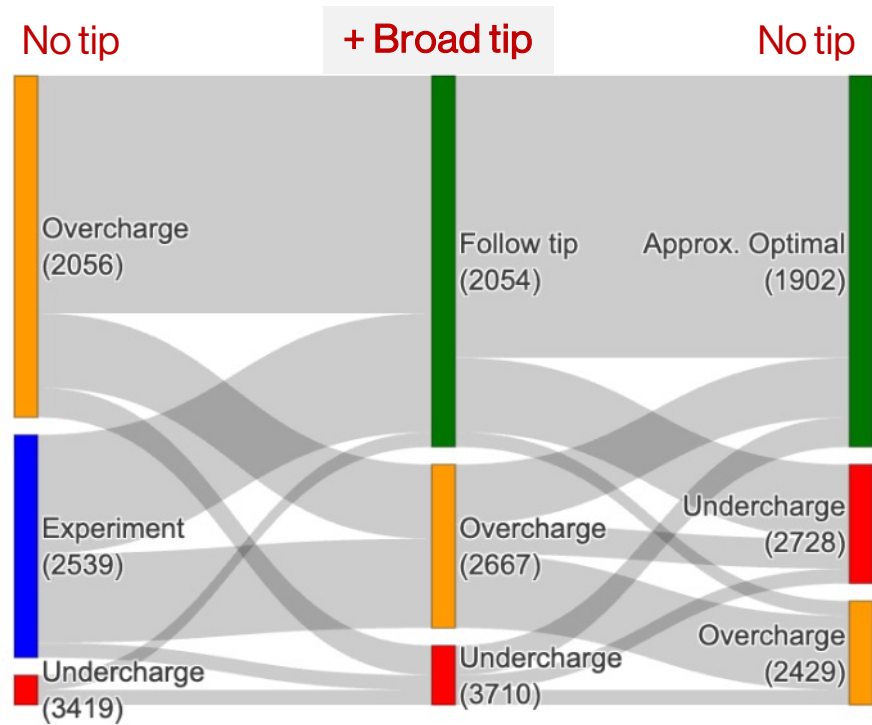 No tip
+ Broad tip
No tip
Overcharge
(2056)
Experiment
(2539)
Undercharge
(3419)
Follow tip
(2054)
Overcharge
(2667)
Undercharge
(3710)
Approx. Optimal
(1902)
Undercharge
(2728)
Overcharge
(2429)